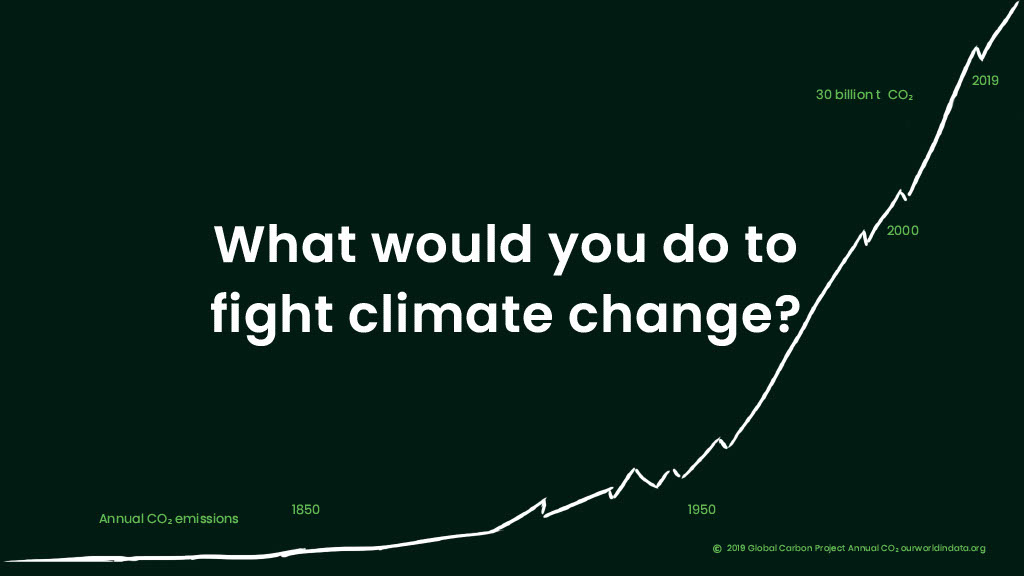 2019
30 billion t CO₂
What would you do to
2000
fight climate change?
1850
1950
Annual CO₂ emissions
© 2019 Global Carbon Project Annual CO₂ ourworldindata.org